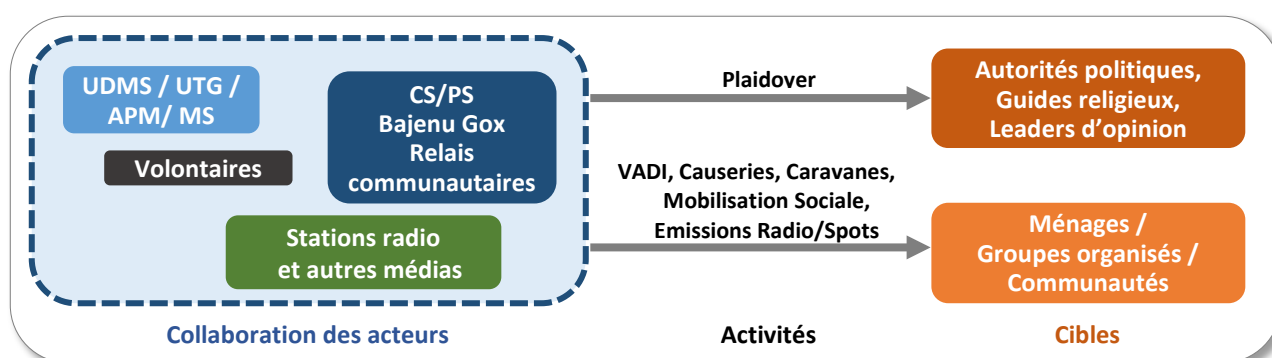 UDMS / UTG /
APM/ MS
Volontaires
CS/PS
Bajenu Gox
Relais
communautaires
Stations radio
et autres médias
Collaboration des acteurs
Plaidover
VADI, Causeries, Caravanes,
Mobilisation Sociale,
Emissions Radio/Spots
Activités
Autorités politiques,
Guides religieux,
Leaders d’opinion
Ménages /
Groupes organisés /
Communautés
Cibles